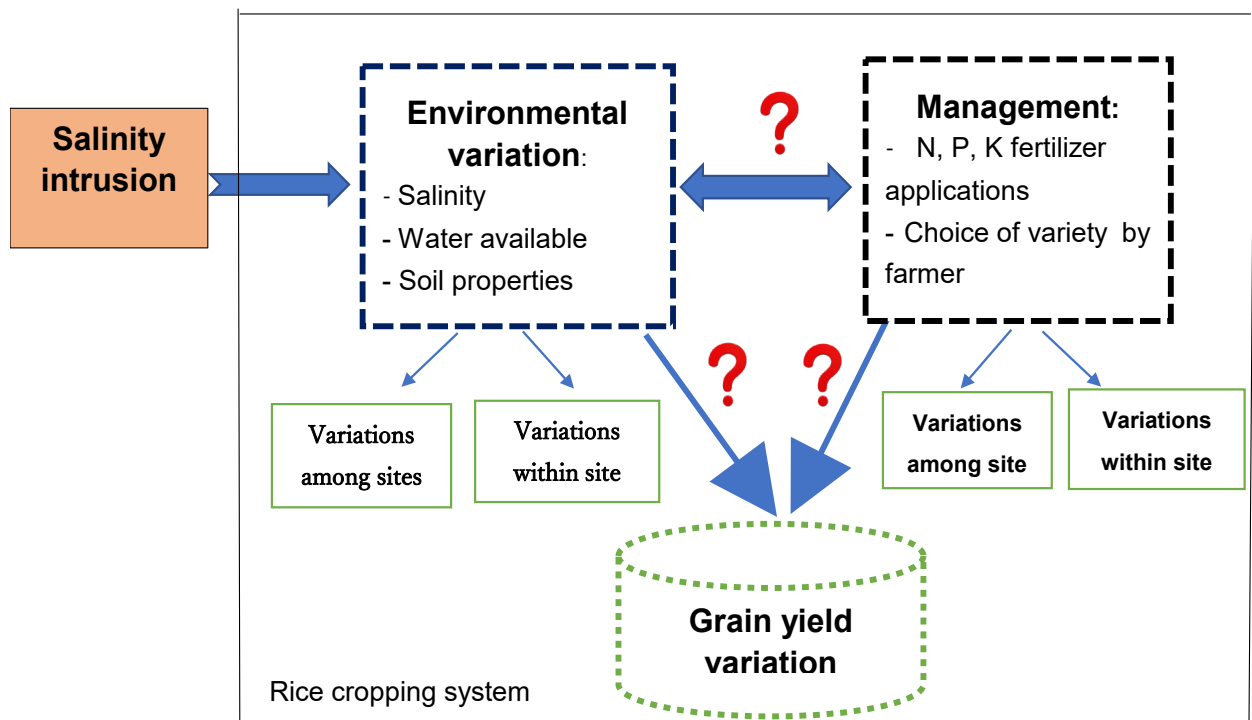 Salinity
intrusion
Environmental
variation:
- Salinity
- Water available
- Soil properties
?
Management:
- N, P, K fertilizer
applications
- Choice of variety by
farmer
?
?
Variations
among sites
Variations
within site
Variations
among site
Variations
within site
Grain yield
variation
Rice cropping system